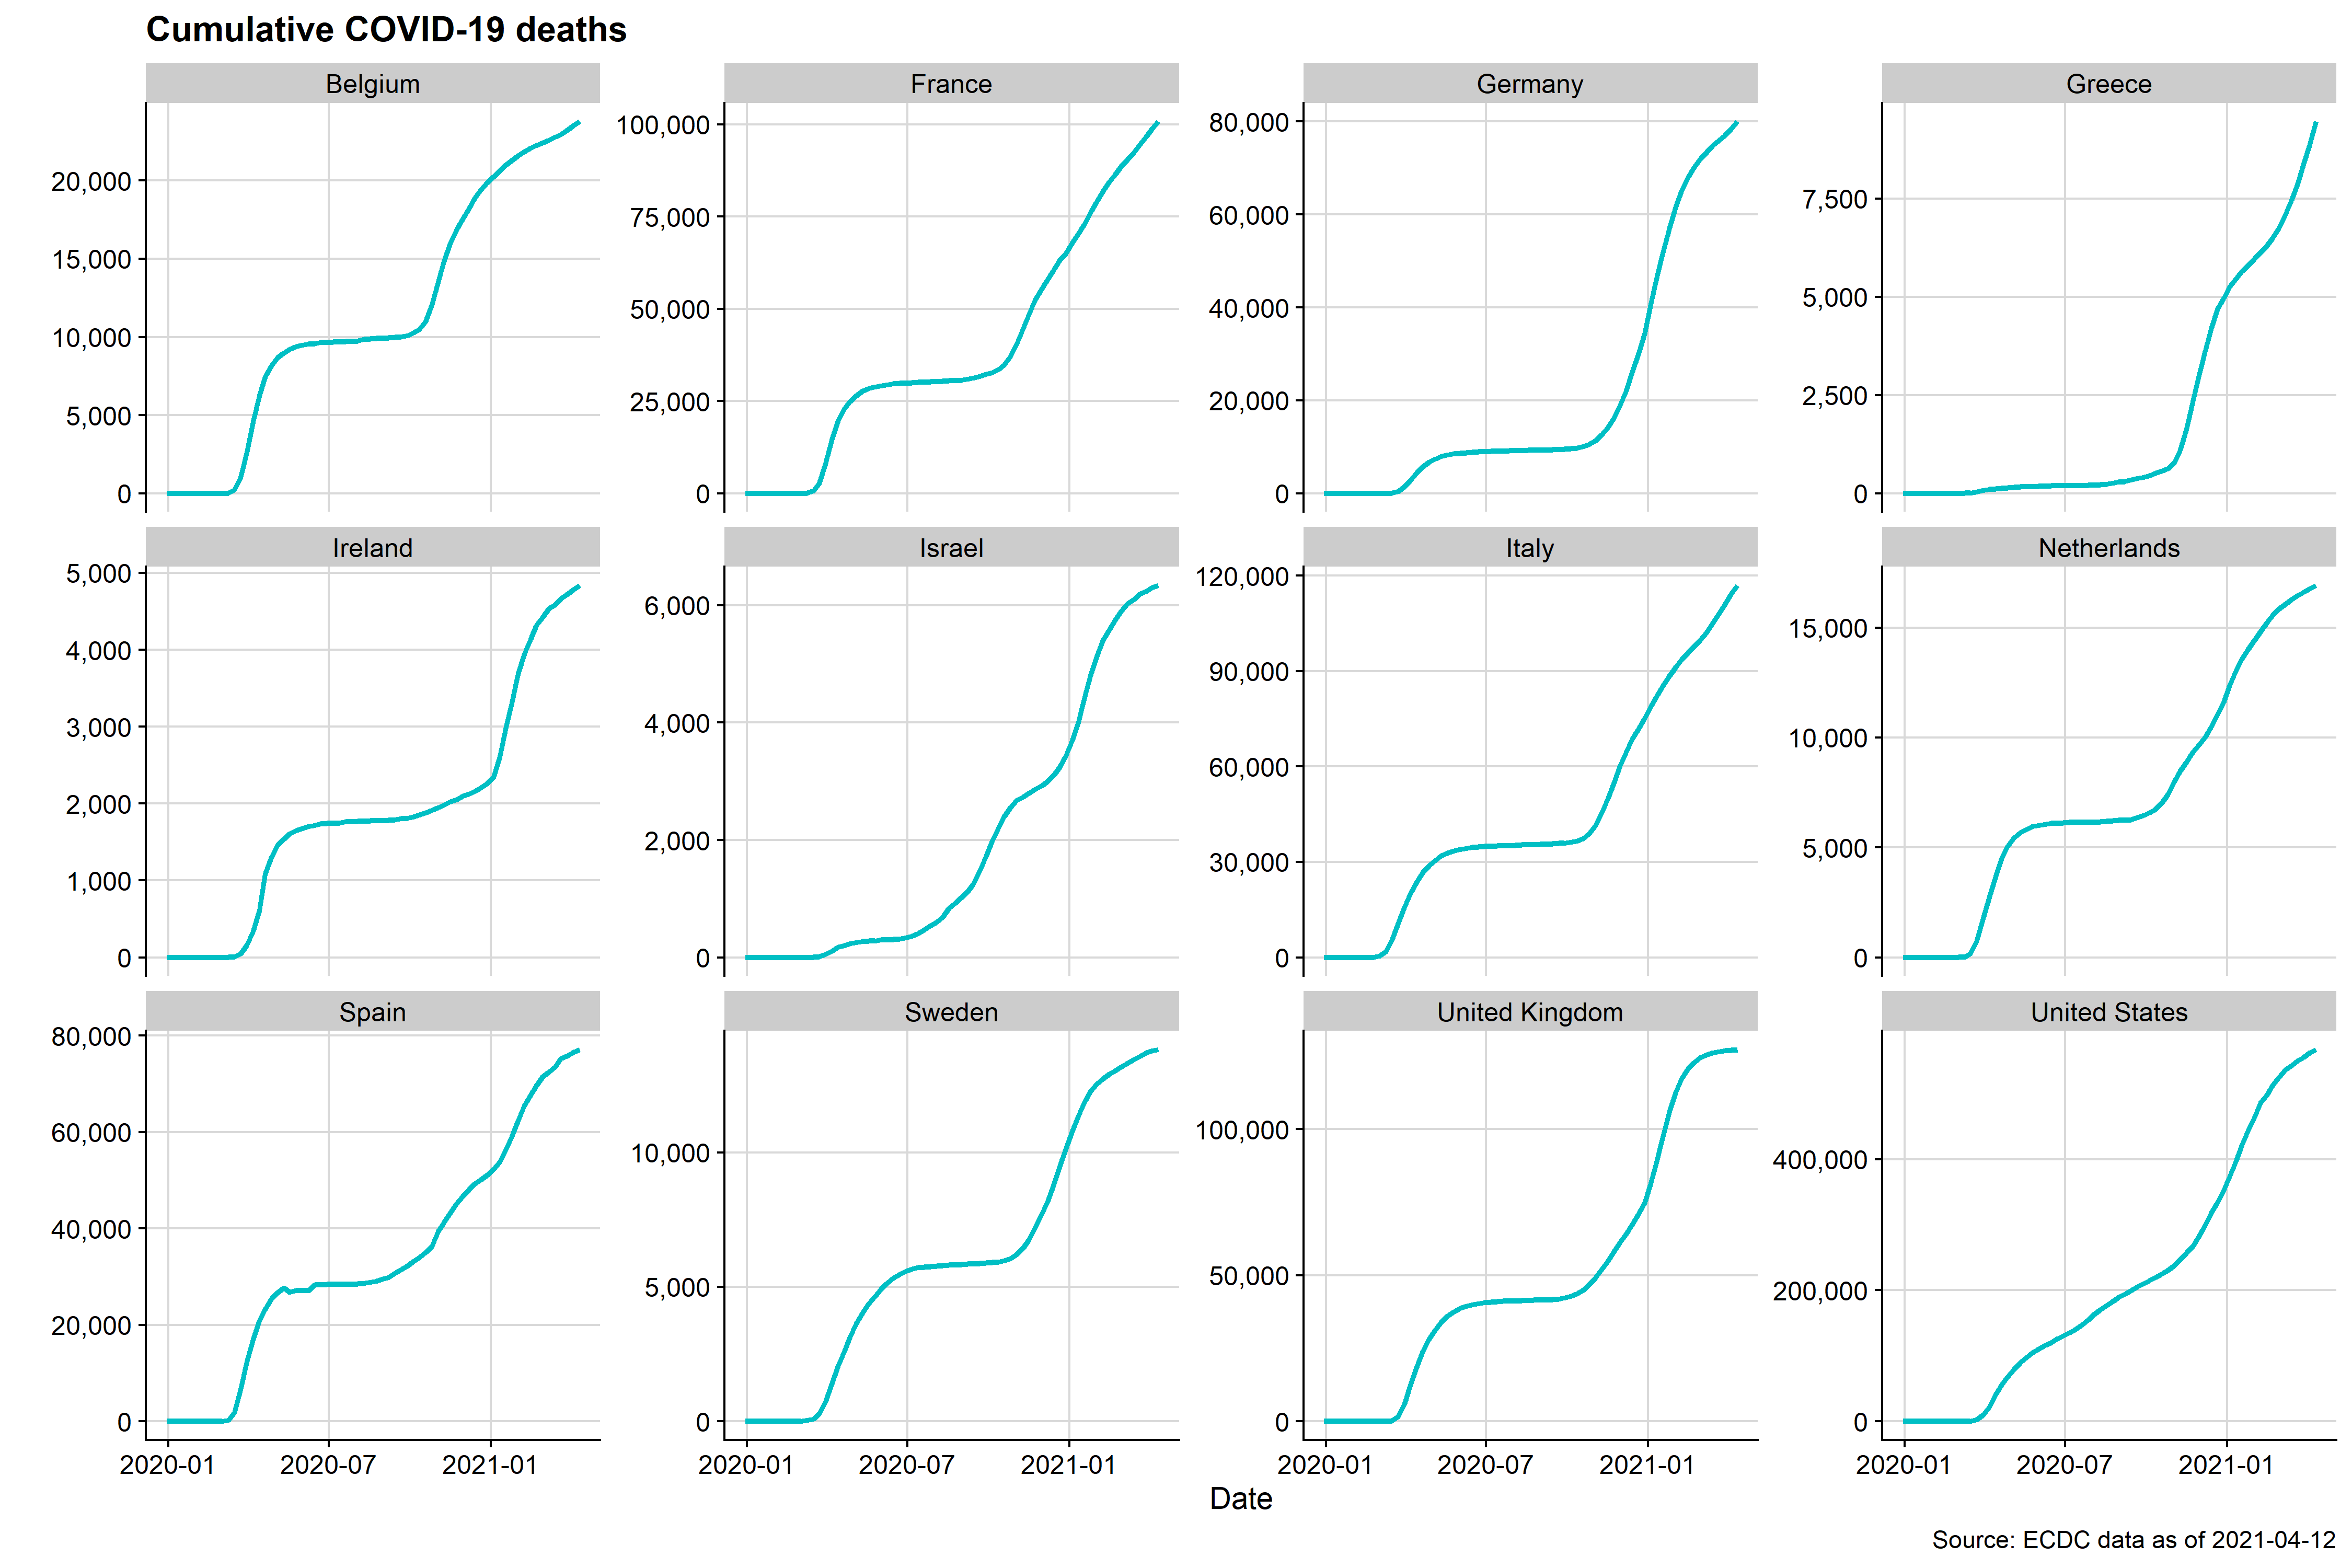 Cumulative COVID-19 deaths
Belgium
France
Germany
Greece
20,000
15,000
10,000
5,000
0
100,000
75,000
50,000
25,000
0
80,000
60,000
40,000
20,000
0
7,500
5,000
2,500
0
Ireland
Israel
Italy
Netherlands
5,000
4,000
3,000
2,000
1,000
0
6,000
4,000
2,000
0
120,000
90,000
60,000
30,000
0
15,000
10,000
5,000
0
Spain
Sweden
United Kingdom
United States
80,000
60,000
40,000
20,000
0
10,000
5,000
0
100,000
50,000
0
400,000
200,000
0
2020-01 2020-07 2021-01
2020-01 2020-07 2021-01
2020-01 2020-07 2021-01
2020-01 2020-07 2021-01
Date
Source: ECDC data as of 2021-04-12